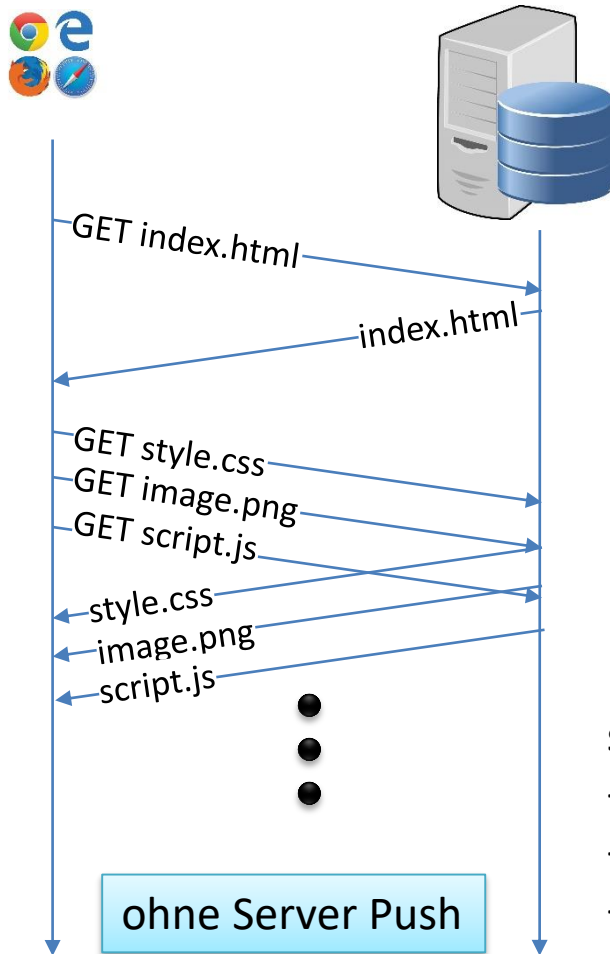 GET index.html
index.html
GET style.css
GET image.png
GET script.js
style.css
image.png
script.js
ohne Server Push